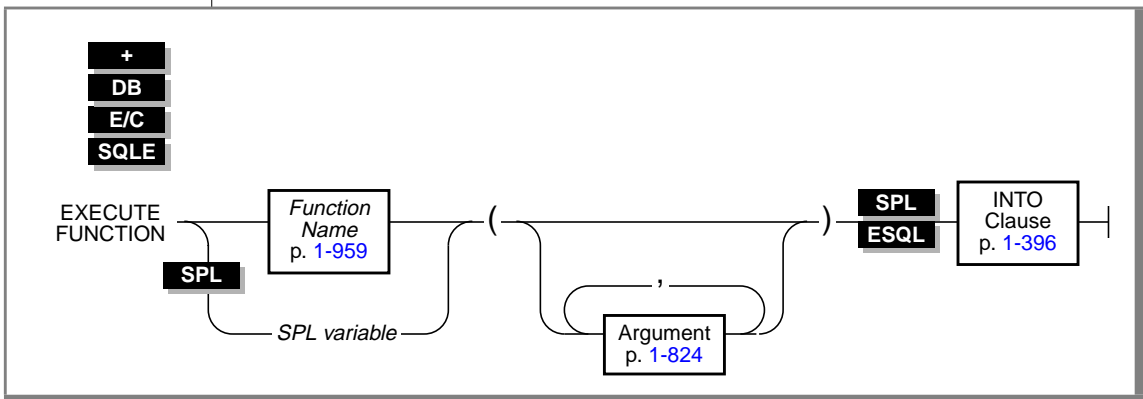 +
DB
E/C
SQLE
EXECUTE
FUNCTION
Function
Name
p. 1-959
SPL
SPL variable
(
,
Argument
p. 1-824
)
SPL
ESQL
INTO
Clause
p. 1-396